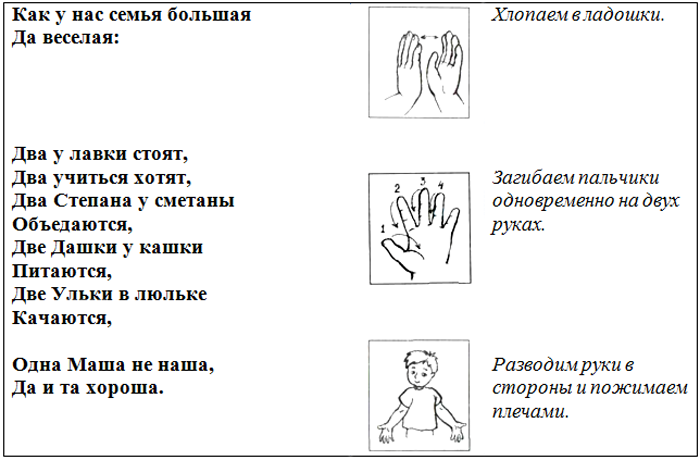 Как у нас семья большая
Да веселая:
Хлопаем в ладошки.
Два у лавки стоят,
Два учиться хотят,
Два Степана у сметаны
Объедаются,
Две Дашки у кашки
Питаются,
Две Ульки в люльке
Качаются,
1
2
3
4
Загибаем пальчики
одновременно на двух
руках.
Одна Маша не наша,
Да и та хороша.
Разводим руки в
стороны и пожимаем
плечами.